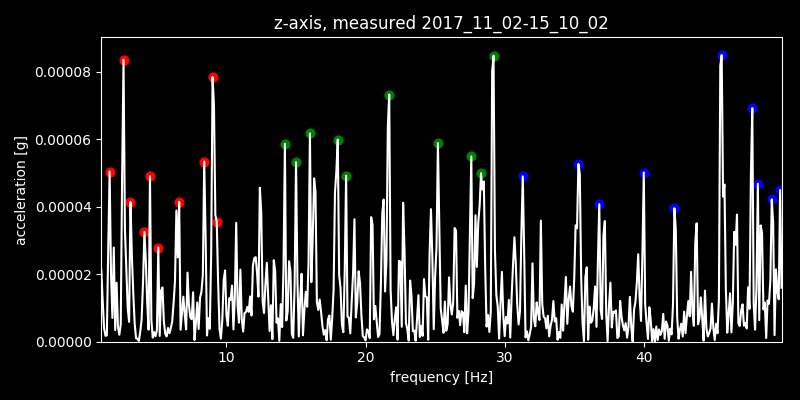 z-axis, measured 2017_11_02-15_10_02
acceleration [g]
0.00008
0.00006
0.00004
0.00002
0.00000
10 20 30 40
frequency [Hz]